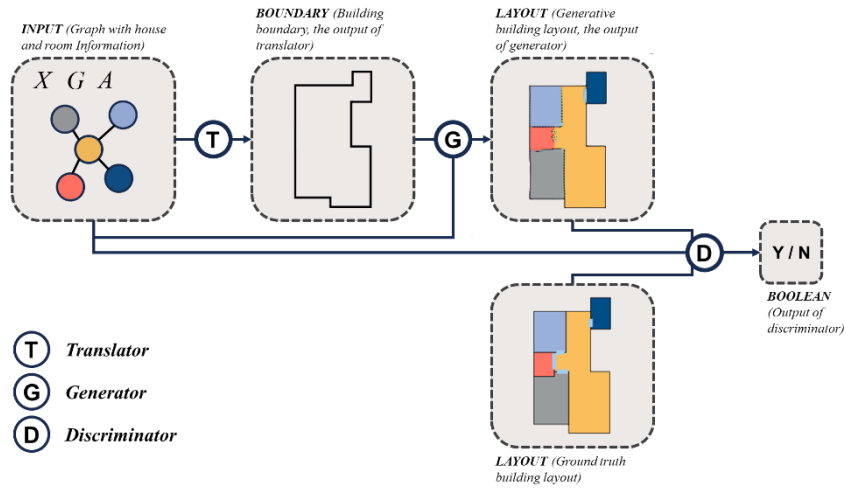 INPUT (Graph with house
and room Information)
BOUNDARY (Building
boundary, the output of
translator)
LAYOUT (Generative
building layout, the output
of generator)
X G A
T
G
D
Y / N
BOOLEAN
(Output of
discriminator)
T Translator
G Generator
D Discriminator
LAYOUT (Ground truth
building layout)